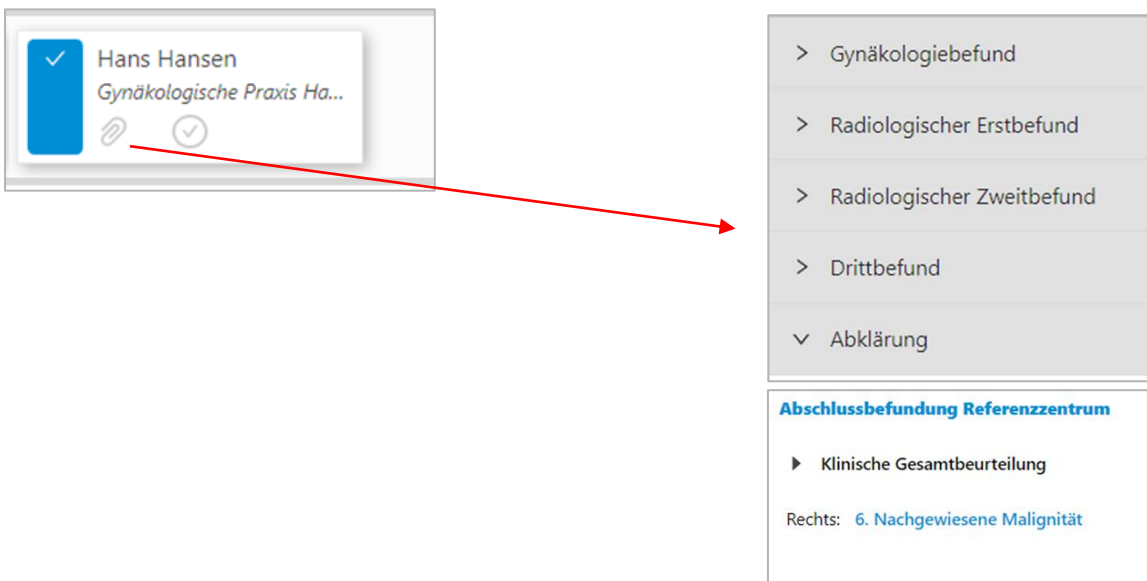 Hans Hansen
Gynäkologische Praxis Ha...
Gynäkologiebefund
Radiologischer Erstbefund
Radiologischer Zweitbefund
Drittbefund
Abklärung
Abschlussbefundung Referenzzentrum
Klinische Gesamtbeurteilung
Rechts: 6. Nachgewiesene Malignität